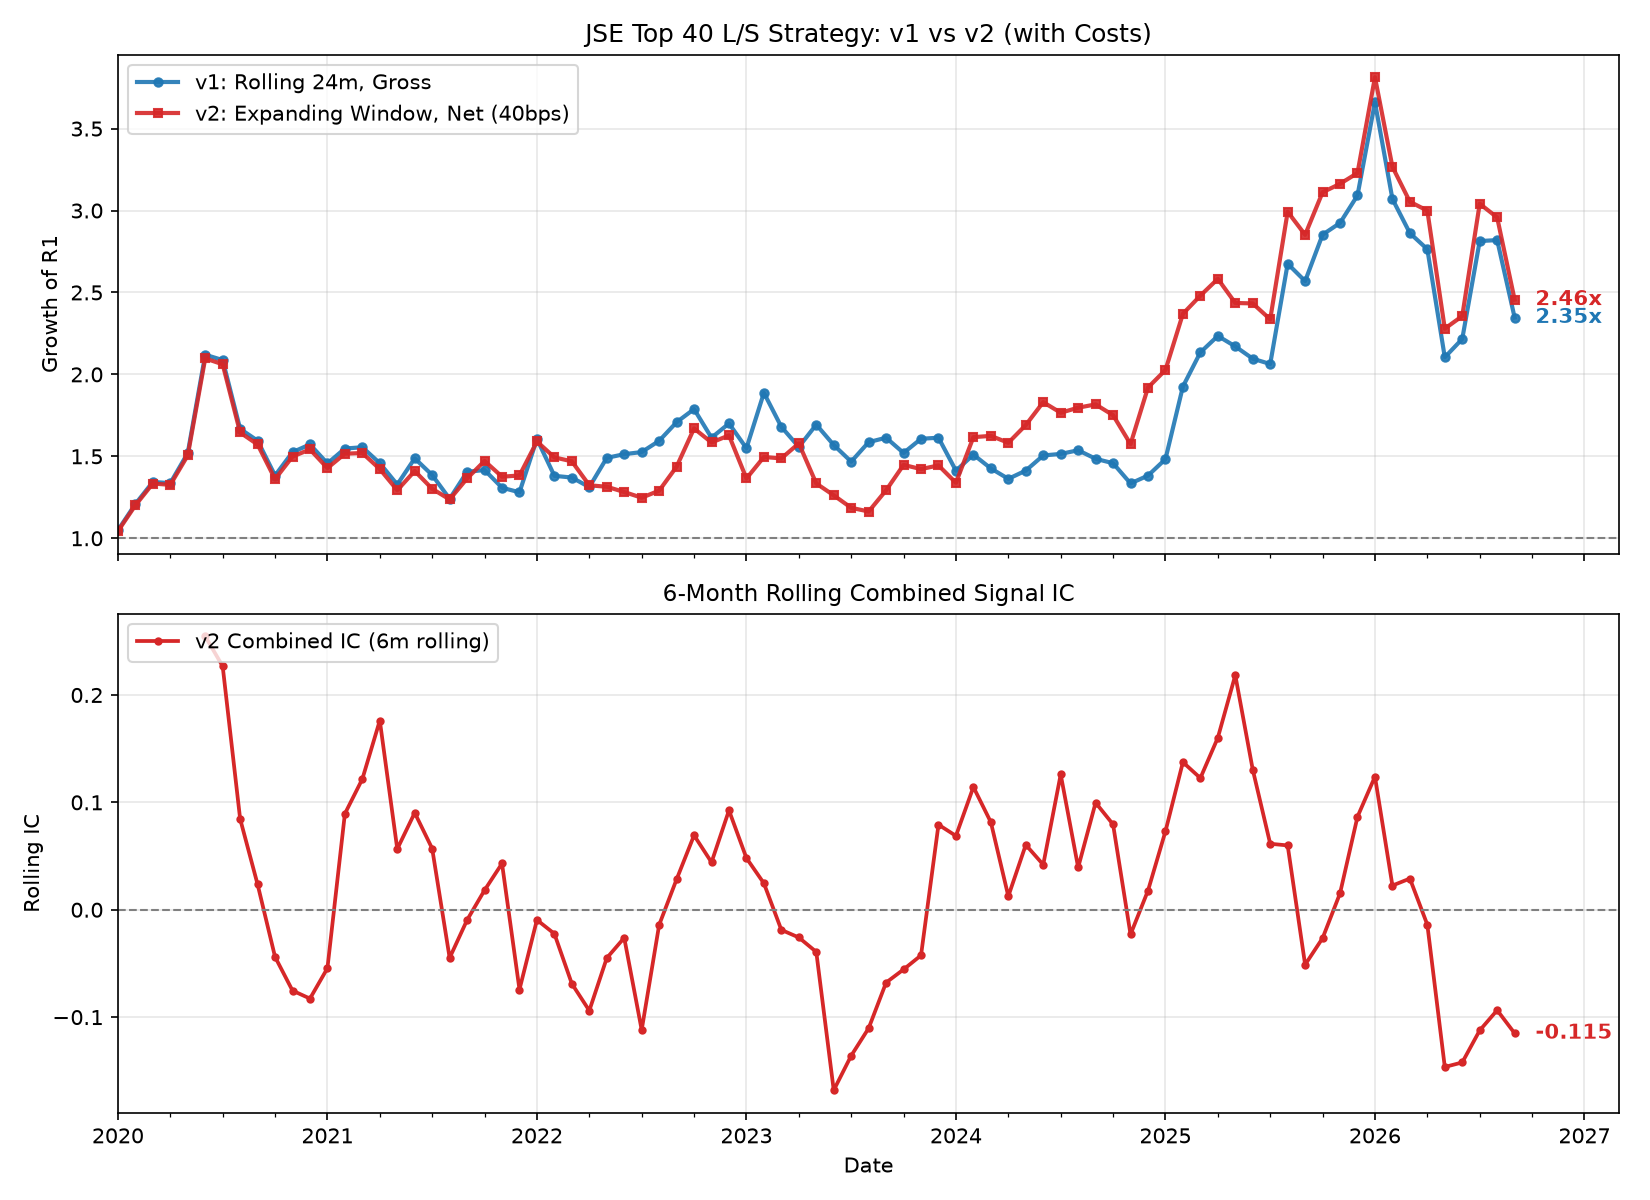 JSE Top 40 L/S Strategy: v1 vs v2 (with Costs)
v1: Rolling 24m, Gross
v2: Expanding Window, Net (40bps)
Growth of R1
3.5
3.0
2.5
2.0
1.5
1.0
2.46x
2.35x
6-Month Rolling Combined Signal IC
v2 Combined IC (6m rolling)
Rolling IC
0.2
0.1
0.0
−0.1
-0.115
2020 2021 2022 2023 2024 2025 2026 2027
Date